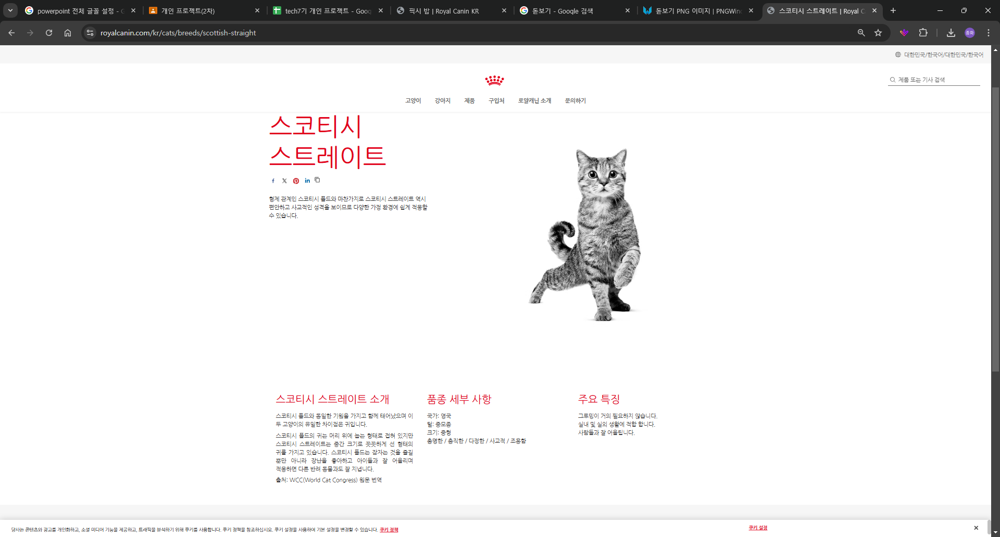 powerpoint 전체 글꼴 설정 - G
개인 프로젝트(2차)
tech7기 개인 프로젝트 - Goog
픽시 밥 | Royal Canin KR
돋보기 - Google 검색
돋보기 PNG 이미지 | PNGWin
스코티시 스트레이트 | Royal C
royalcanin.com/kr/cats/breeds/scottish-straight
종화
대한민국/한국어/대한민국/한국어
제품 또는 기사 검색
고양이 강아지 제품 구입처 로얄캐닌 소개 문의하기
스코티시
스트레이트
형제 관계인 스코티시 폴드와 마찬가지로 스코티시 스트레이트 역시
편안하고 사교적인 성격을 보이므로 다양한 가정 환경에 쉽게 적응할
수 있습니다.
스코티시 스트레이트 소개
스코티시 폴드와 동일한 기원을 가지고 함께 태어났으며 이
두 고양이의 유일한 차이점은 귀입니다.
스코티시 폴드의 귀는 머리 위에 눕는 형태로 접혀 있지만
스코티시 스트레이트는 중간 크기로 꼿꼿하게 선 형태의
귀를 가지고 있습니다. 스코티시 폴드는 잠자는 것을 즐길
뿐만 아니라 장난을 좋아하고 아이들과 잘 어울리며
적응하면 다른 반려 동물과도 잘 지냅니다.
출처: WCC(World Cat Congress) 원문 번역
품종 세부 사항
국가: 영국
털: 중모종
크기: 중형
총명한 / 충직한 / 다정한 / 사교적 / 조용함
주요 특징
그루밍이 거의 필요하지 않습니다.
실내 및 실외 생활에 적합 합니다.
사람들과 잘 어울립니다.
당사는 콘텐츠와 광고를 개인화하고, 소셜 미디어 기능을 제공하고, 트래픽을 분석하기 위해 쿠키를 사용합니다. 쿠키 정책을 참조하십시오. 쿠키 설정을 사용하여 기본 설정을 변경할 수 있습니다. 쿠키 정책
쿠키 설정